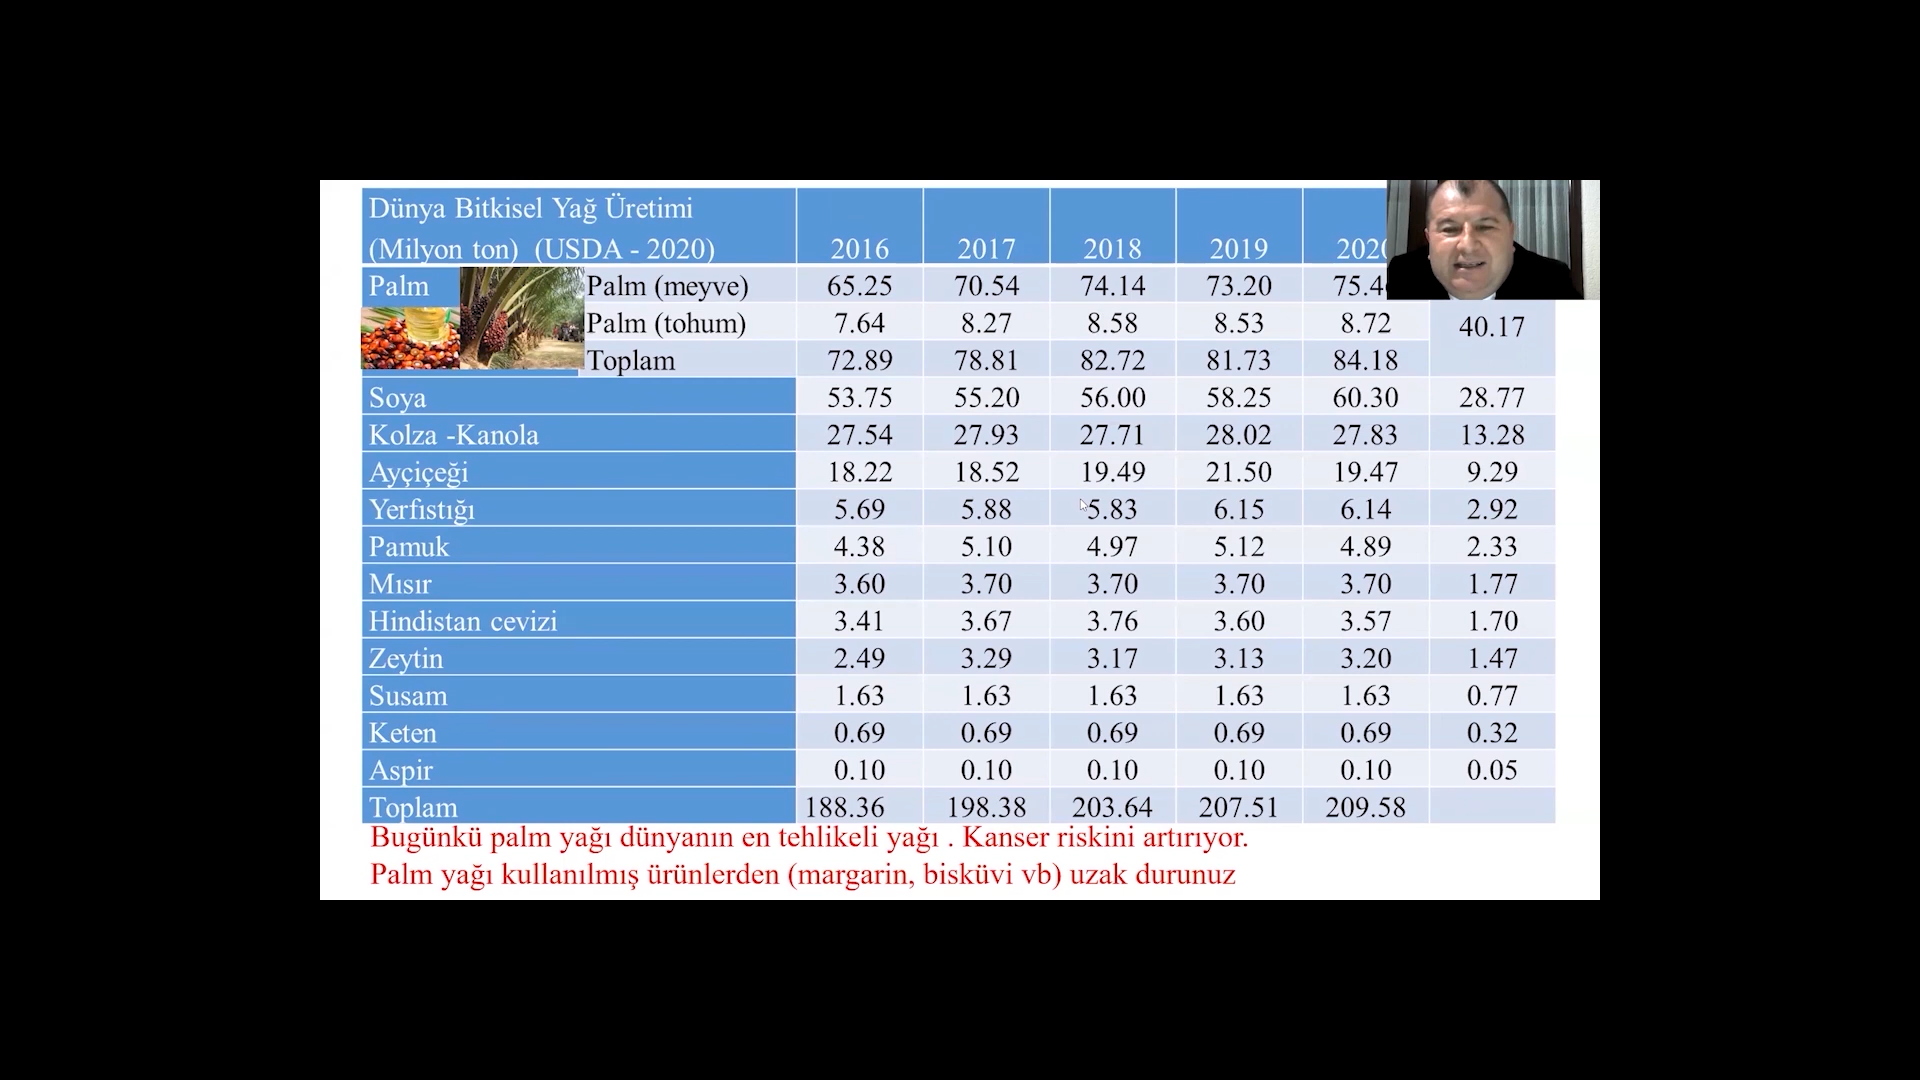 Dünya Bitkisel Yağ Üretimi
(Milyon ton) (USDA - 2020) 2016 2017 2018 2019 2020
Palm Palm (meyve) 65.25 70.54 74.14 73.20
Palm (tohum) 7.64 8.27 8.58 8.53 8.72 40.17
Toplam 72.89 78.81 82.72 81.73 84.18
Soya 53.75 55.20 56.00 58.25 60.30 28.77
Kolza -Kanola 27.54 27.93 27.71 28.02 27.83 13.28
Ayçiçeği 18.22 18.52 19.49 21.50 19.47 9.29
Yerfıstığı 5.69 5.88 5.83 6.15 6.14 2.92
Pamuk 4.38 5.10 4.97 5.12 4.89 2.33
Mısır 3.60 3.70 3.70 3.70 3.70 1.77
Hindistan cevizi 3.41 3.67 3.76 3.60 3.57 1.70
Zeytin 2.49 3.29 3.17 3.13 3.20 1.47
Susam 1.63 1.63 1.63 1.63 1.63 0.77
Keten 0.69 0.69 0.69 0.69 0.69 0.32
Aspir 0.10 0.10 0.10 0.10 0.10 0.05
Toplam 188.36 198.38 203.64 207.51 209.58
Bugünkü palm yağı dünyanın en tehlikeli yağı . Kanser riskini artırıyor.
Palm yağı kullanılmış ürünlerden (margarin, bisküvi vb) uzak durunuz